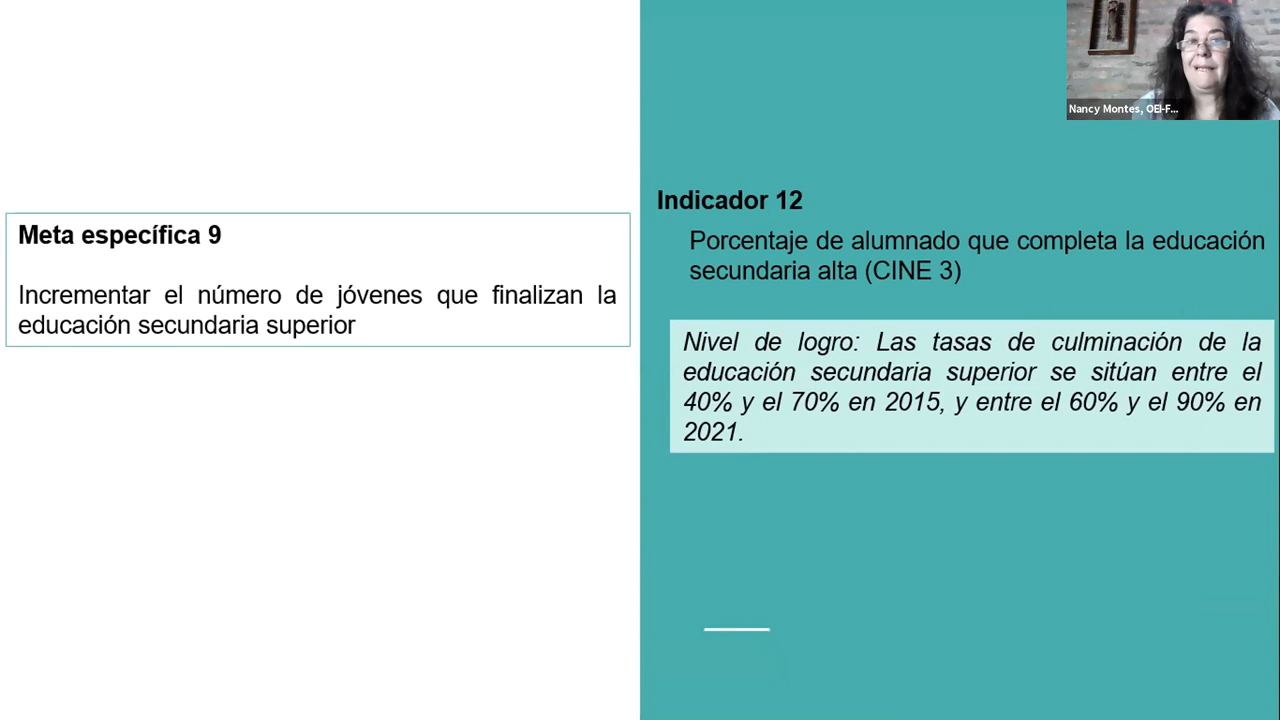 Nancy Montes, OEI-F...
Meta específica 9
Incrementar el número de jóvenes que finalizan la
educación secundaria superior
Indicador 12
Porcentaje de alumnado que completa la educación
secundaria alta (CINE 3)
Nivel de logro: Las tasas de culminación de la
educación secundaria superior se sitúan entre el
40% y el 70% en 2015, y entre el 60% y el 90% en
2021.